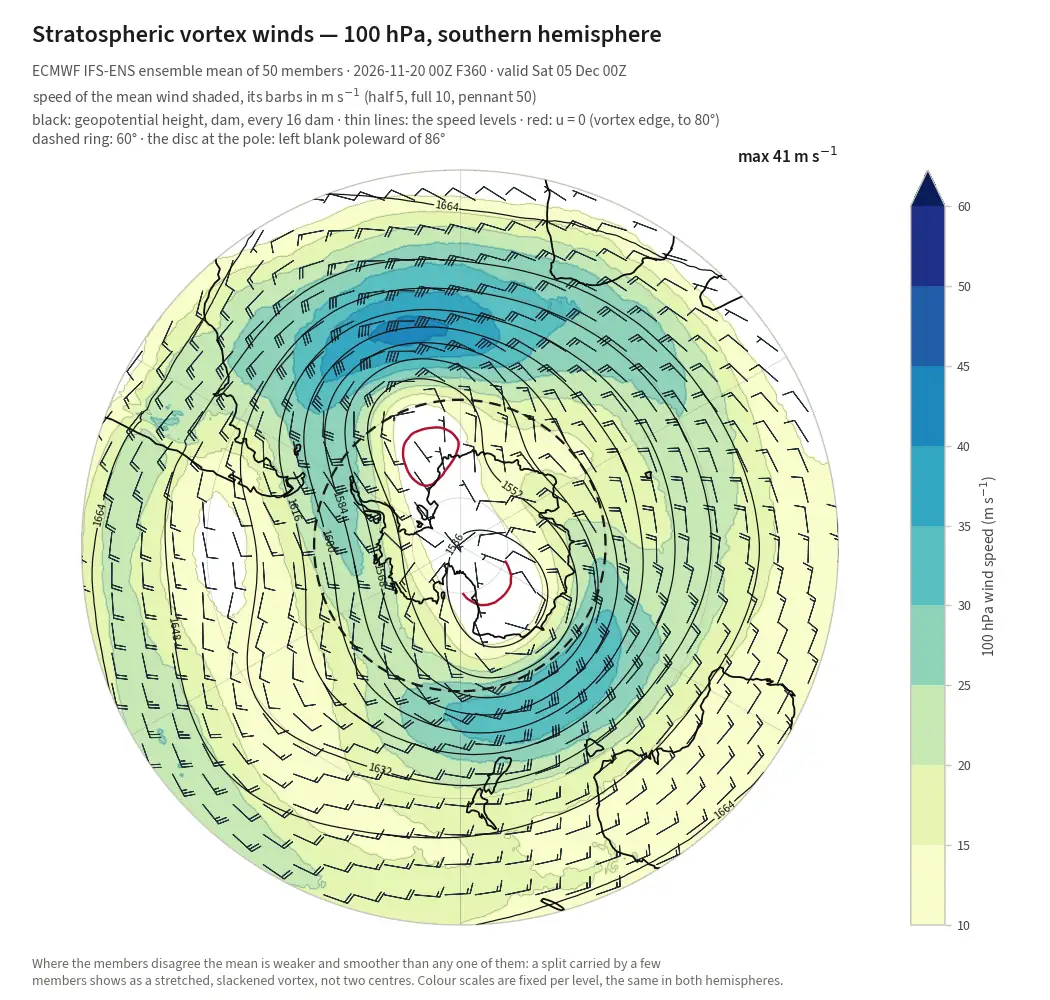 Stratospheric vortex winds — 100 hPa, southern hemisphere
ECMWF IFS-ENS ensemble mean of 50 members · 2026-11-20 00Z F360 · valid Sat 05 Dec 00Z
speed of the mean wind shaded, its barbs in m s⁻¹ (half 5, full 10, pennant 50)
black: geopotential height, dam, every 16 dam · thin lines: the speed levels · red: u = 0 (vortex edge, to 80°)
dashed ring: 60° · the disc at the pole: left blank poleward of 86°
max 41 m s⁻¹
1664
1552
1584
1616
1600
1664
1536
1568
1648
1632
1664
60
50
45
40
35
30
25
20
15
10
100 hPa wind speed (m s⁻¹)
Where the members disagree the mean is weaker and smoother than any one of them: a split carried by a few
members shows as a stretched, slackened vortex, not two centres. Colour scales are fixed per level, the same in both hemispheres.